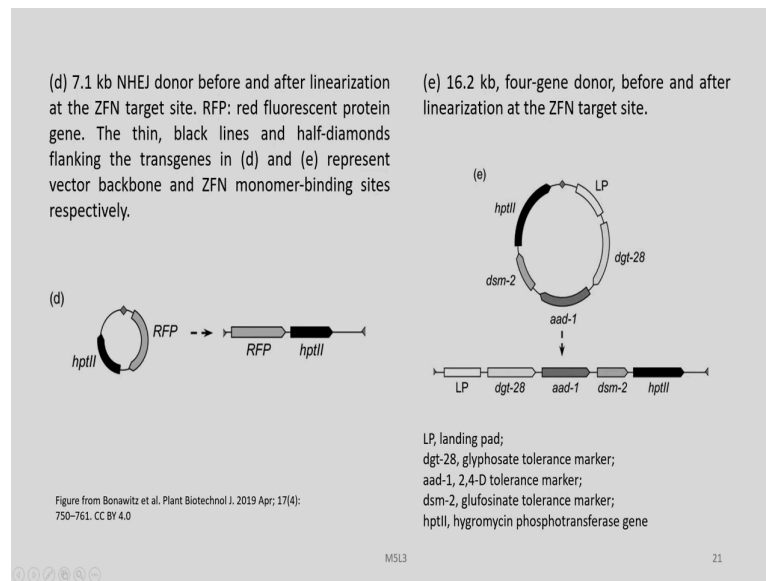 (d) 7.1 kb NHEJ donor before and after linearization
at the ZFN target site. RFP: red fluorescent protein
gene. The thin, black lines and half-diamonds
flanking the transgenes in (d) and (e) represent
vector backbone and ZFN monomer-binding sites
respectively.
(d)
RFP
hptII
RFP
hptII
Figure from Bonawitz et al. Plant Biotechnol J. 2019 Apr; 17(4):
750–761. CC BY 4.0
(e) 16.2 kb, four-gene donor, before and after
linearization at the ZFN target site.
(e)
LP
hptII
dgt-28
dsm-2
aad-1
LP
dgt-28
aad-1
dsm-2
hptII
LP, landing pad;
dgt-28, glyphosate tolerance marker;
aad-1, 2,4-D tolerance marker;
dsm-2, glufosinate tolerance marker;
hptII, hygromycin phosphotransferase gene
M5L3
21